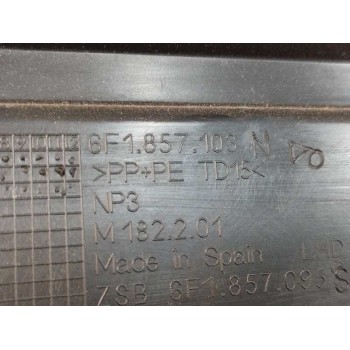 6F1.857.103 N
>PP+PE TD15<
NP3
M 182.2.01
Made in Spain LHD
ZSB 6F1.857.09